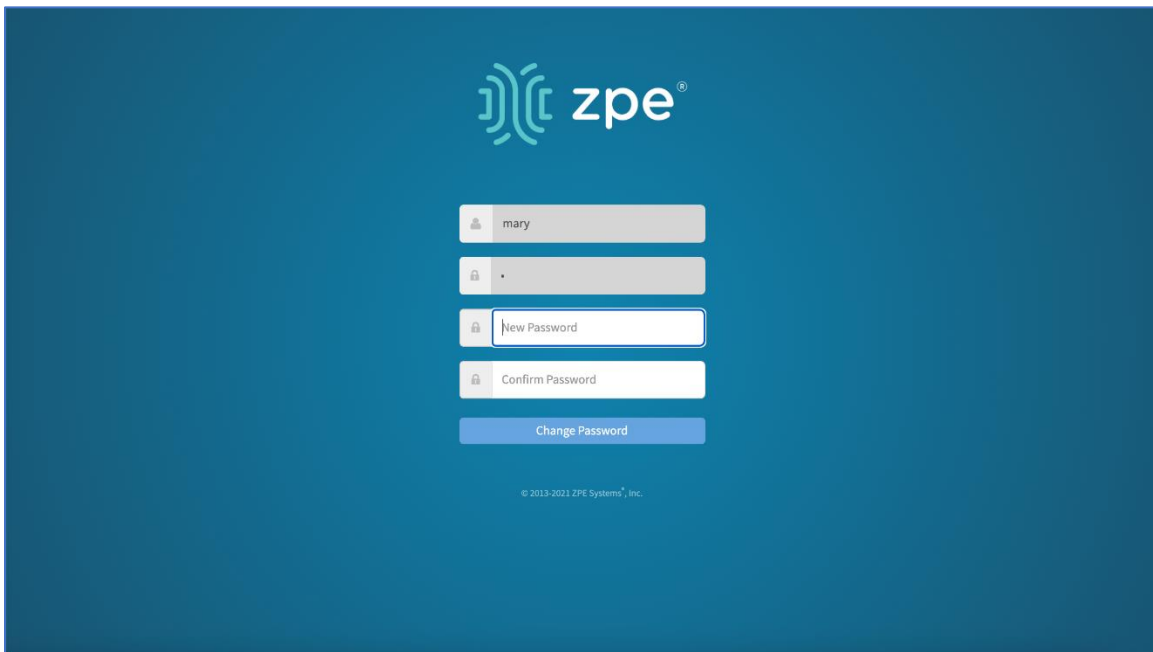 zpe®
mary
•
New Password
Confirm Password
Change Password
© 2013-2021 ZPE Systems®, Inc.